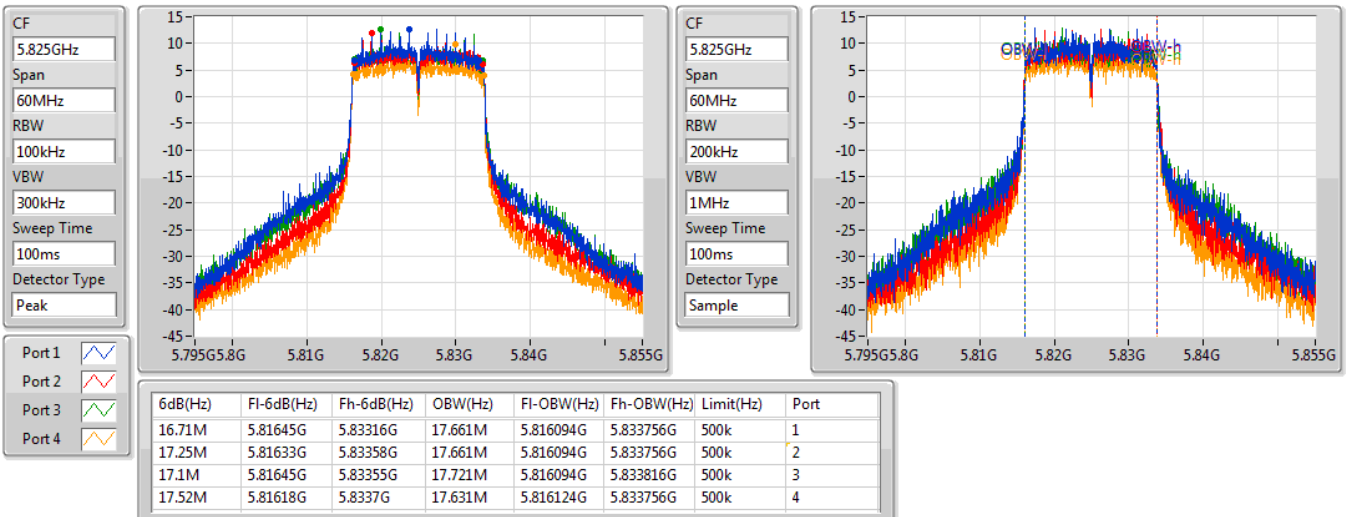 CF
5.825GHz
Span
60MHz
RBW
100kHz
VBW
300kHz
Sweep Time
100ms
Detector Type
Peak
15
10
5
0
-5
-10
-15
-20
-25
-30
-35
-40
-45
5.795G 5.8G 5.81G 5.82G 5.83G 5.84G 5.855G
CF
5.825GHz
Span
60MHz
RBW
200kHz
VBW
1MHz
Sweep Time
100ms
Detector Type
Sample
15
10
5
0
-5
-10
-15
-20
-25
-30
-35
-40
-45
5.795G 5.8G 5.81G 5.82G 5.83G 5.84G 5.855G
Port 1
Port 2
Port 3
Port 4
6dB(Hz) Fl-6dB(Hz) Fh-6dB(Hz) OBW(Hz) Fl-OBW(Hz) Fh-OBW(Hz) Limit(Hz) Port
16.71M 5.81645G 5.83316G 17.661M 5.816094G 5.833756G 500k 1
17.25M 5.81633G 5.83358G 17.661M 5.816094G 5.833756G 500k 2
17.1M 5.81645G 5.83355G 17.721M 5.816094G 5.833816G 500k 3
17.52M 5.81618G 5.8337G 17.631M 5.816124G 5.833756G 500k 4